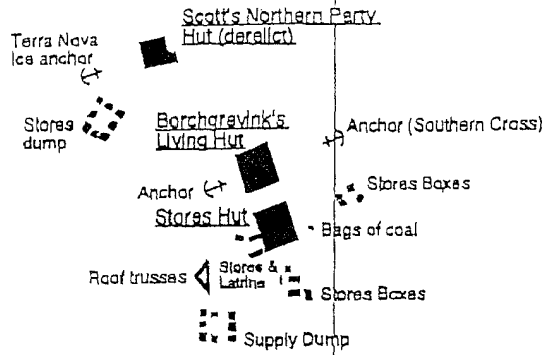 Scott's Northern Party
Hut (derelict)
Terra Nova
Ice anchor
Stores
dump
Borchgravink's
Living Hut
Anchor (Southern Cross)
Anchor
Stores Boxes
Stores Hut
Bags of coal
Roof trusses
Stores &
Latrine
Stores Boxes
Supply Dump